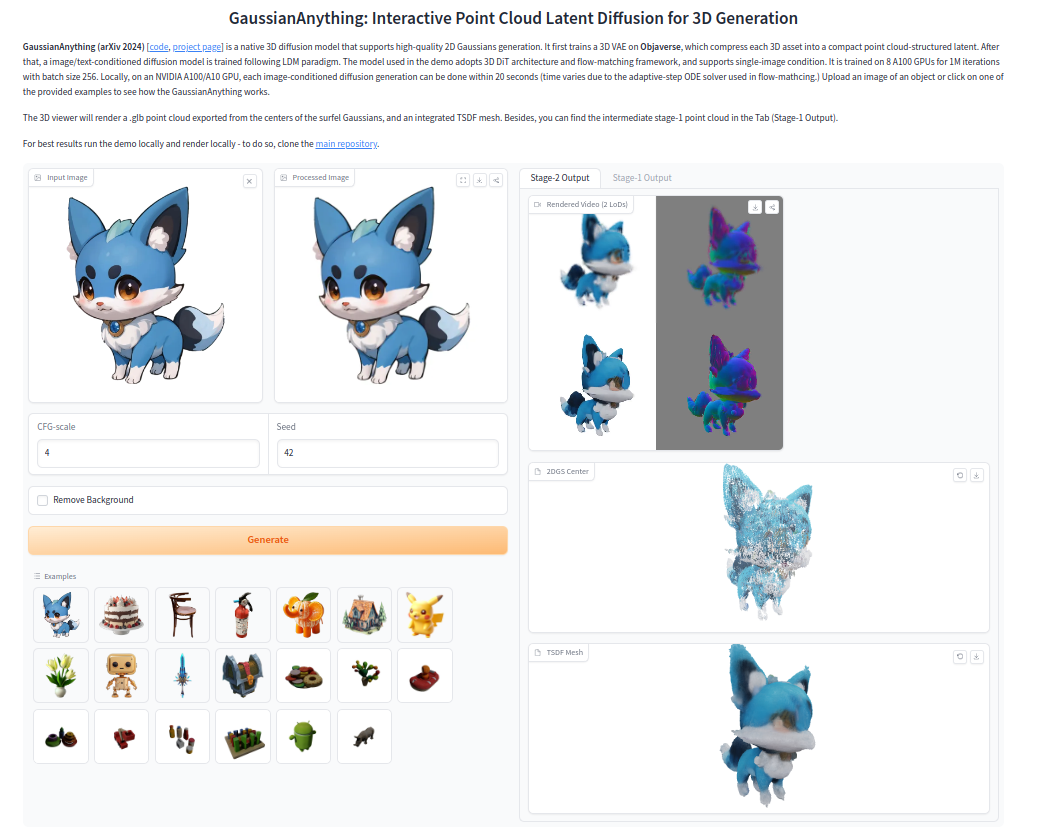 GaussianAnything: Interactive Point Cloud Latent Diffusion for 3D Generation
GaussianAnything (arXiv 2024) [code, project page] is a native 3D diffusion model that supports high-quality 2D Gaussians generation. It first trains a 3D VAE on Objaverse, which compress each 3D asset into a compact point cloud-structured latent. After
that, a image/text-conditioned diffusion model is trained following LDM paradigm. The model used in the demo adopts 3D DiT architecture and flow-matching framework, and supports single-image condition. It is trained on 8 A100 GPUs for 1M iterations
with batch size 256. Locally, on an NVIDIA A100/A10 GPU, each image-conditioned diffusion generation can be done within 20 seconds (time varies due to the adaptive-step ODE solver used in flow-mathcing.) Upload an image of an object or click on one of
the provided examples to see how the GaussianAnything works.
The 3D viewer will render a .glb point cloud exported from the centers of the surfel Gaussians, and an integrated TSDF mesh. Besides, you can find the intermediate stage-1 point cloud in the Tab (Stage-1 Output).
For best results run the demo locally and render locally - to do so, clone the main repository.
Input Image
Processed Image
Stage-2 Output
Stage-1 Output
Rendered Video (2 LoDs)
CFG-scale
Seed
4
42
2DGS Center
Remove Background
Generate
Examples
TSDF Mesh